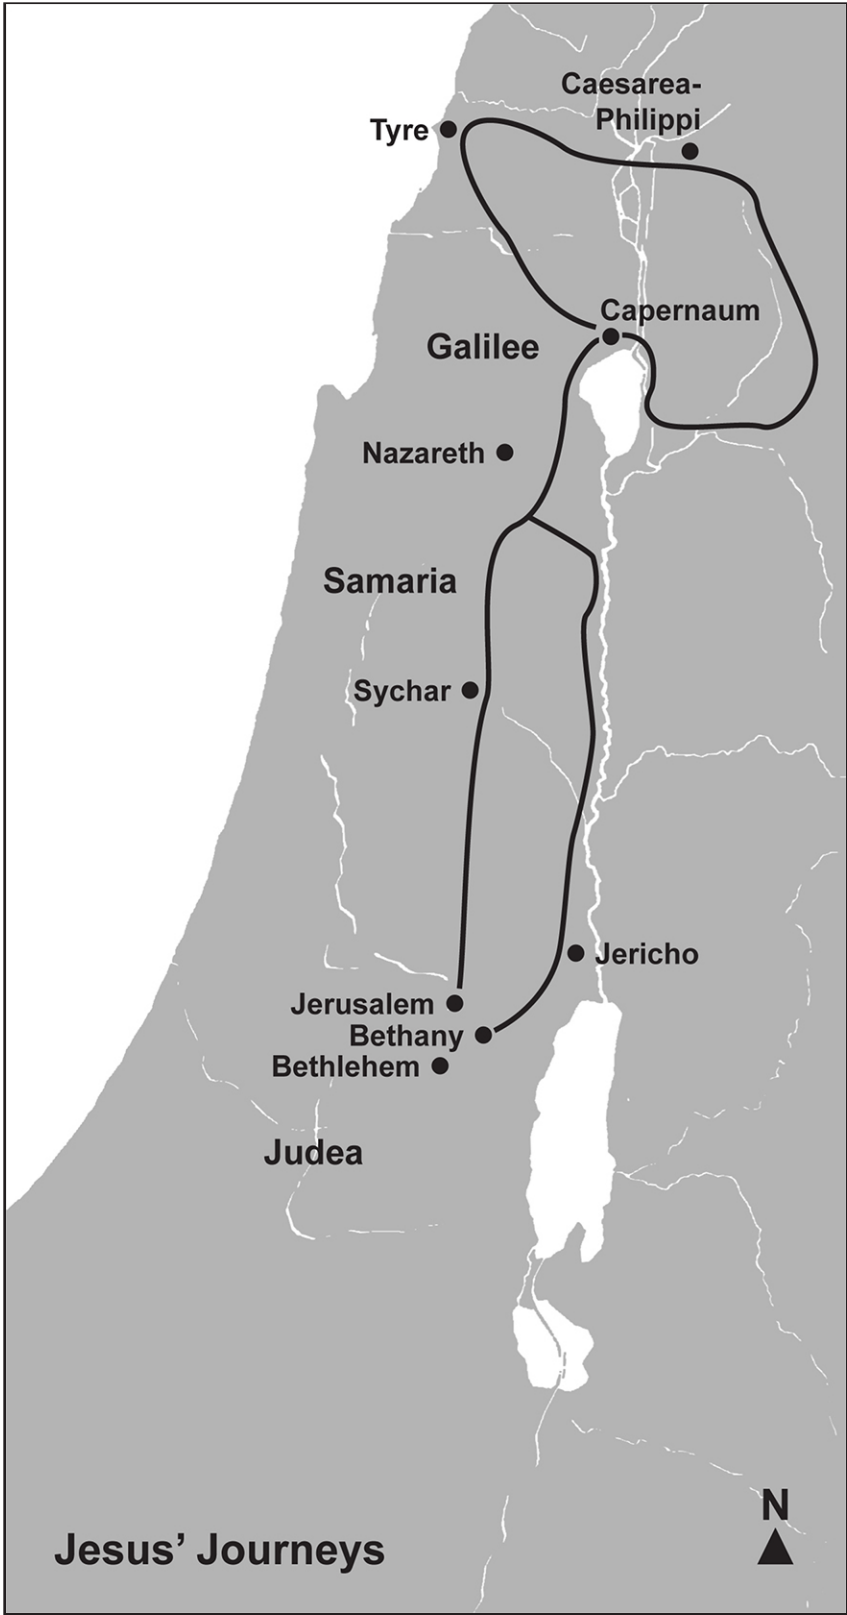 Caesarea-
Philippi
Tyre
Capernaum
Galilee
Nazareth
Samaria
Sychar
Jericho
Jerusalem
Bethany
Bethlehem
Judea
N
Jesus’ Journeys